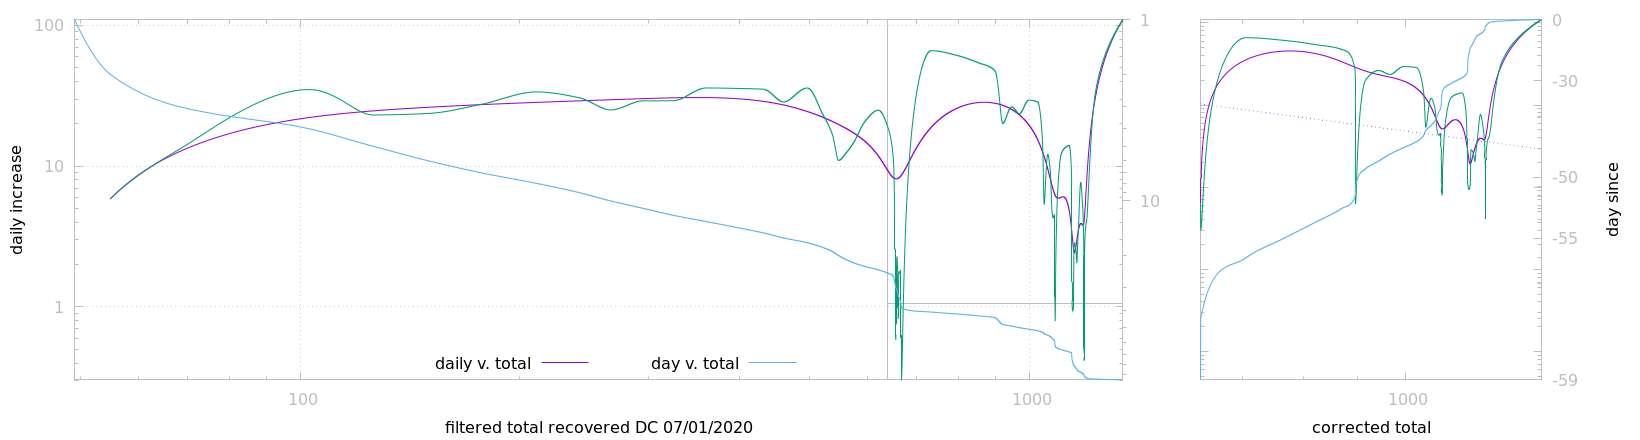 100
10
1
daily increase
100
1000
filtered total recovered DC 07/01/2020
daily v. total
day v. total
1
10
0
-30
-50
-55
-59
day since
1000
corrected total